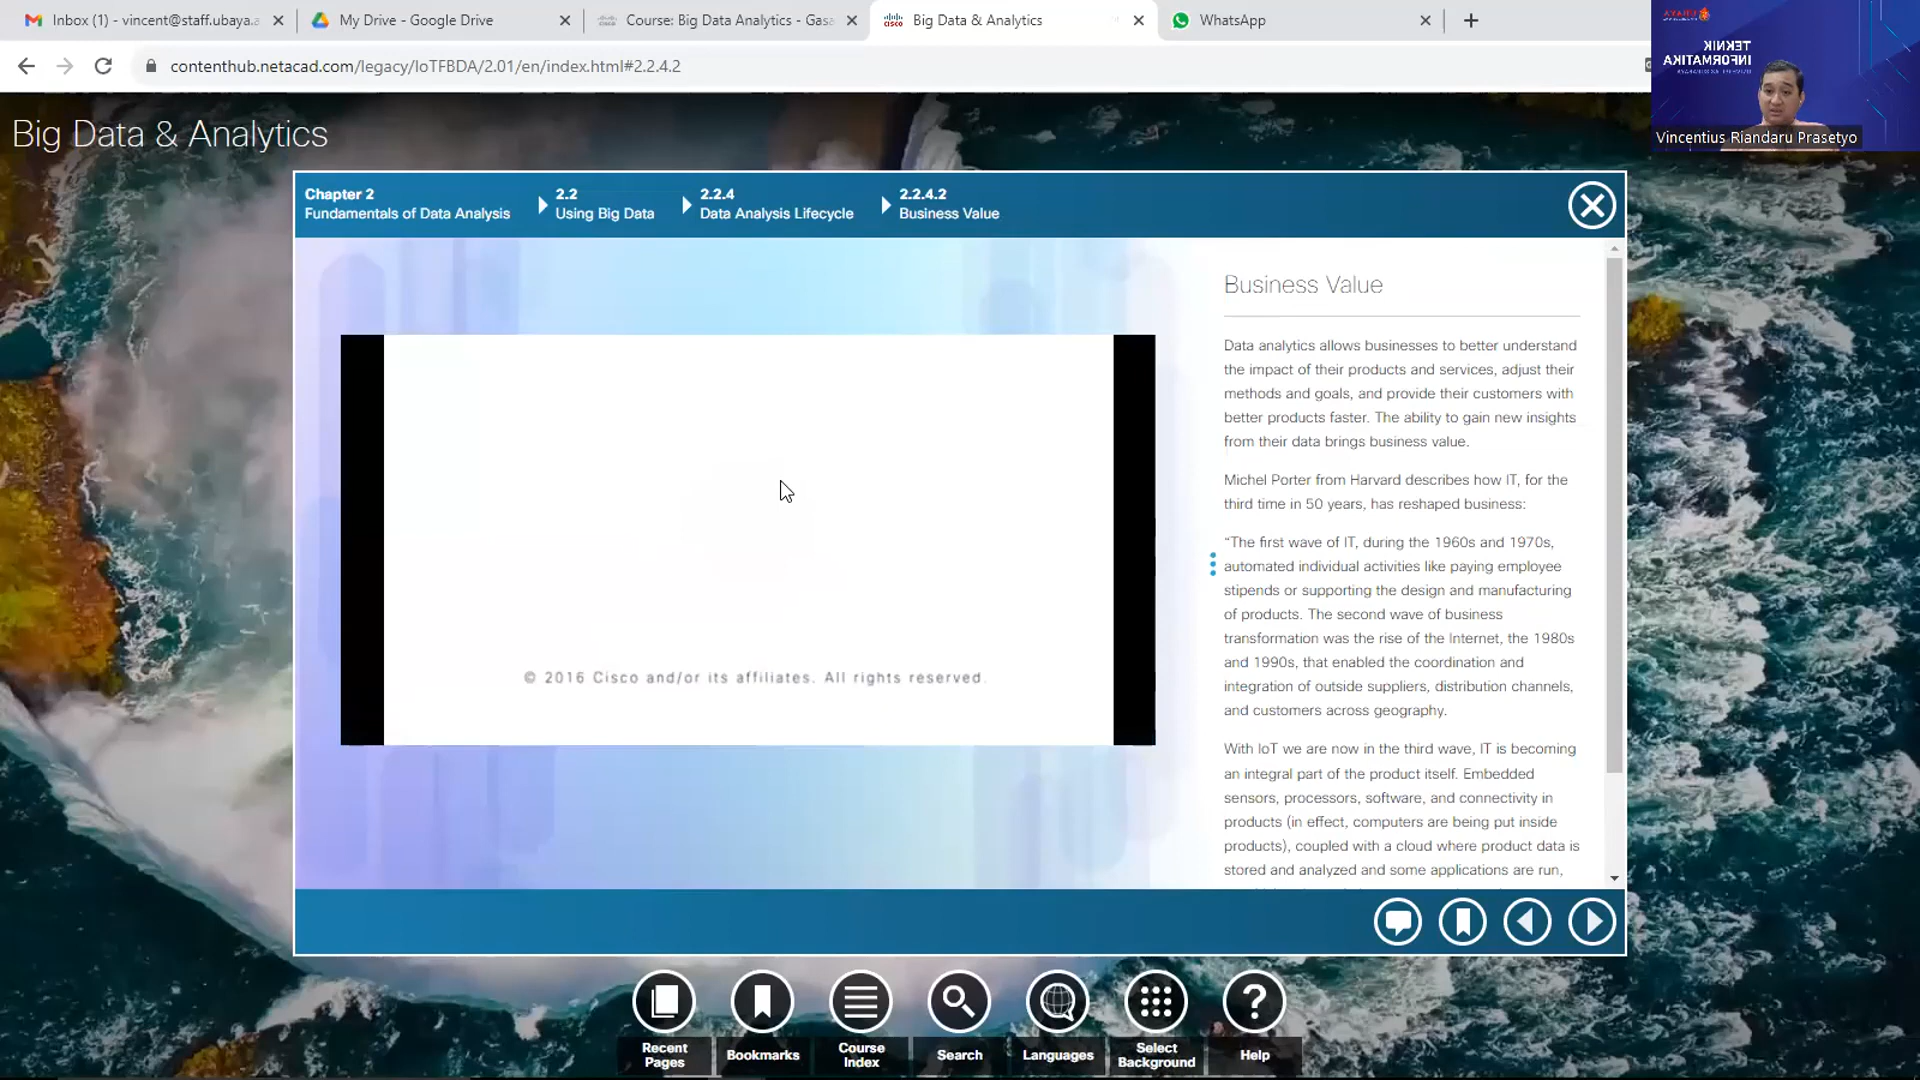 Inbox (1) - vincent@staff.ubaya.a
My Drive - Google Drive
Course: Big Data Analytics - Gasa
Big Data & Analytics
WhatsApp
contenthub.netacad.com/legacy/IoTFBDA/2.01/en/index.html#2.2.4.2
UBAYA
TEKNIK
INFORMATIKA
Vincentius Riandaru Prasetyo
Big Data & Analytics
Chapter 2
Fundamentals of Data Analysis
2.2
Using Big Data
2.2.4
Data Analysis Lifecycle
2.2.4.2
Business Value
© 2016 Cisco and/or its affiliates. All rights reserved.
Business Value
Data analytics allows businesses to better understand
the impact of their products and services, adjust their
methods and goals, and provide their customers with
better products faster. The ability to gain new insights
from their data brings business value.
Michel Porter from Harvard describes how IT, for the
third time in 50 years, has reshaped business:
“The first wave of IT, during the 1960s and 1970s,
automated individual activities like paying employee
stipends or supporting the design and manufacturing
of products. The second wave of business
transformation was the rise of the Internet, the 1980s
and 1990s, that enabled the coordination and
integration of outside suppliers, distribution channels,
and customers across geography.
With IoT we are now in the third wave, IT is becoming
an integral part of the product itself. Embedded
sensors, processors, software, and connectivity in
products (in effect, computers are being put inside
products), coupled with a cloud where product data is
stored and analyzed and some applications are run,
Recent
Pages
Bookmarks
Course
Index
Search
Languages
Select
Background
Help